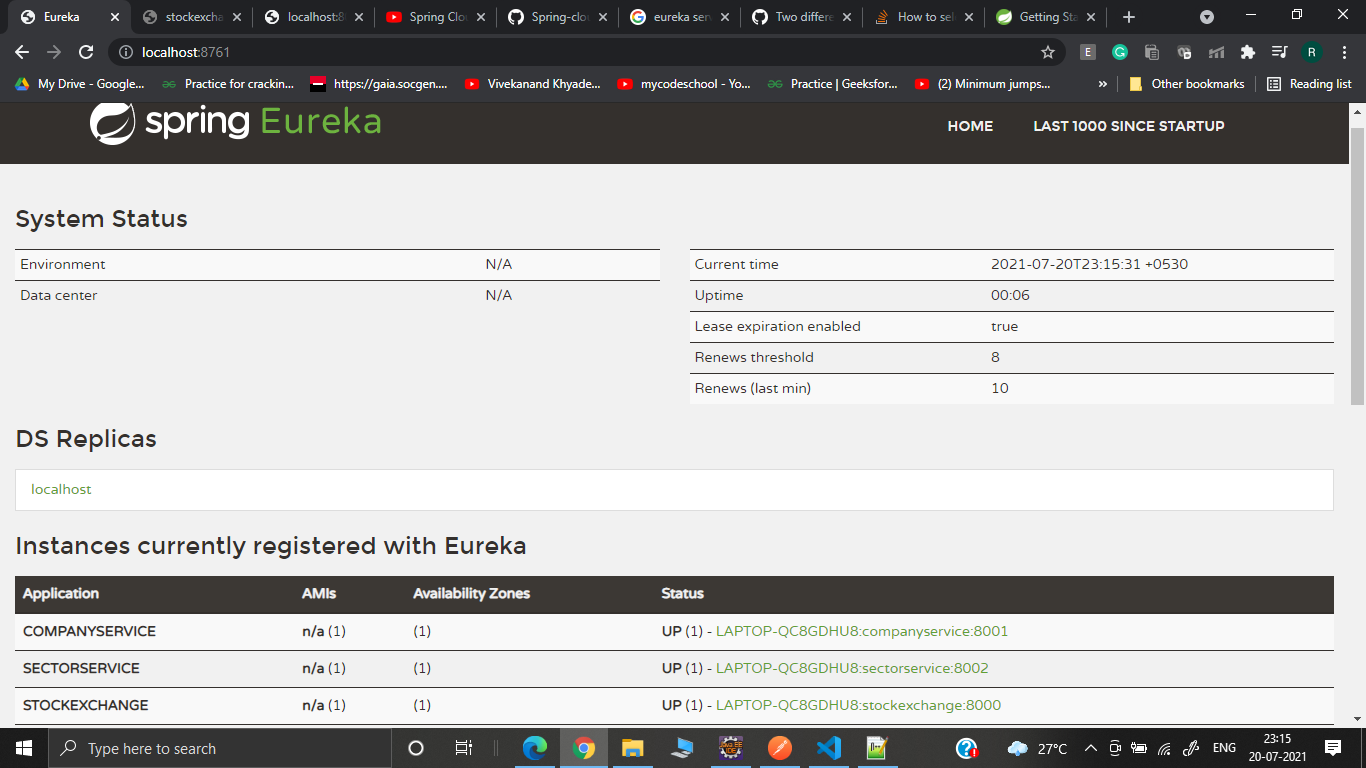 Eureka
stockexcha
localhost:8
Spring Clou
Spring-clou
eureka serv
Two differe
How to sele
Getting Sta
localhost:8761
E
G
R
My Drive - Google...
Practice for crackin...
https://gaia.socgen....
Vivekanand Khyade...
mycodeschool - Yo...
Practice | Geeksfor...
(2) Minimum jumps...
»
Other bookmarks
Reading list
spring Eureka
HOME
LAST 1000 SINCE STARTUP
System Status
Environment N/A
Data center N/A
Current time 2021-07-20T23:15:31 +0530
Uptime 00:06
Lease expiration enabled true
Renews threshold 8
Renews (last min) 10
DS Replicas
localhost
Instances currently registered with Eureka
Application AMIs Availability Zones Status
COMPANYSERVICE n/a (1) (1) UP (1) - LAPTOP-QC8GDHU8:companyservice:8001
SECTORSERVICE n/a (1) (1) UP (1) - LAPTOP-QC8GDHU8:sectorservice:8002
STOCKEXCHANGE n/a (1) (1) UP (1) - LAPTOP-QC8GDHU8:stockexchange:8000
Type here to search
27°C
ENG
23:15
20-07-2021